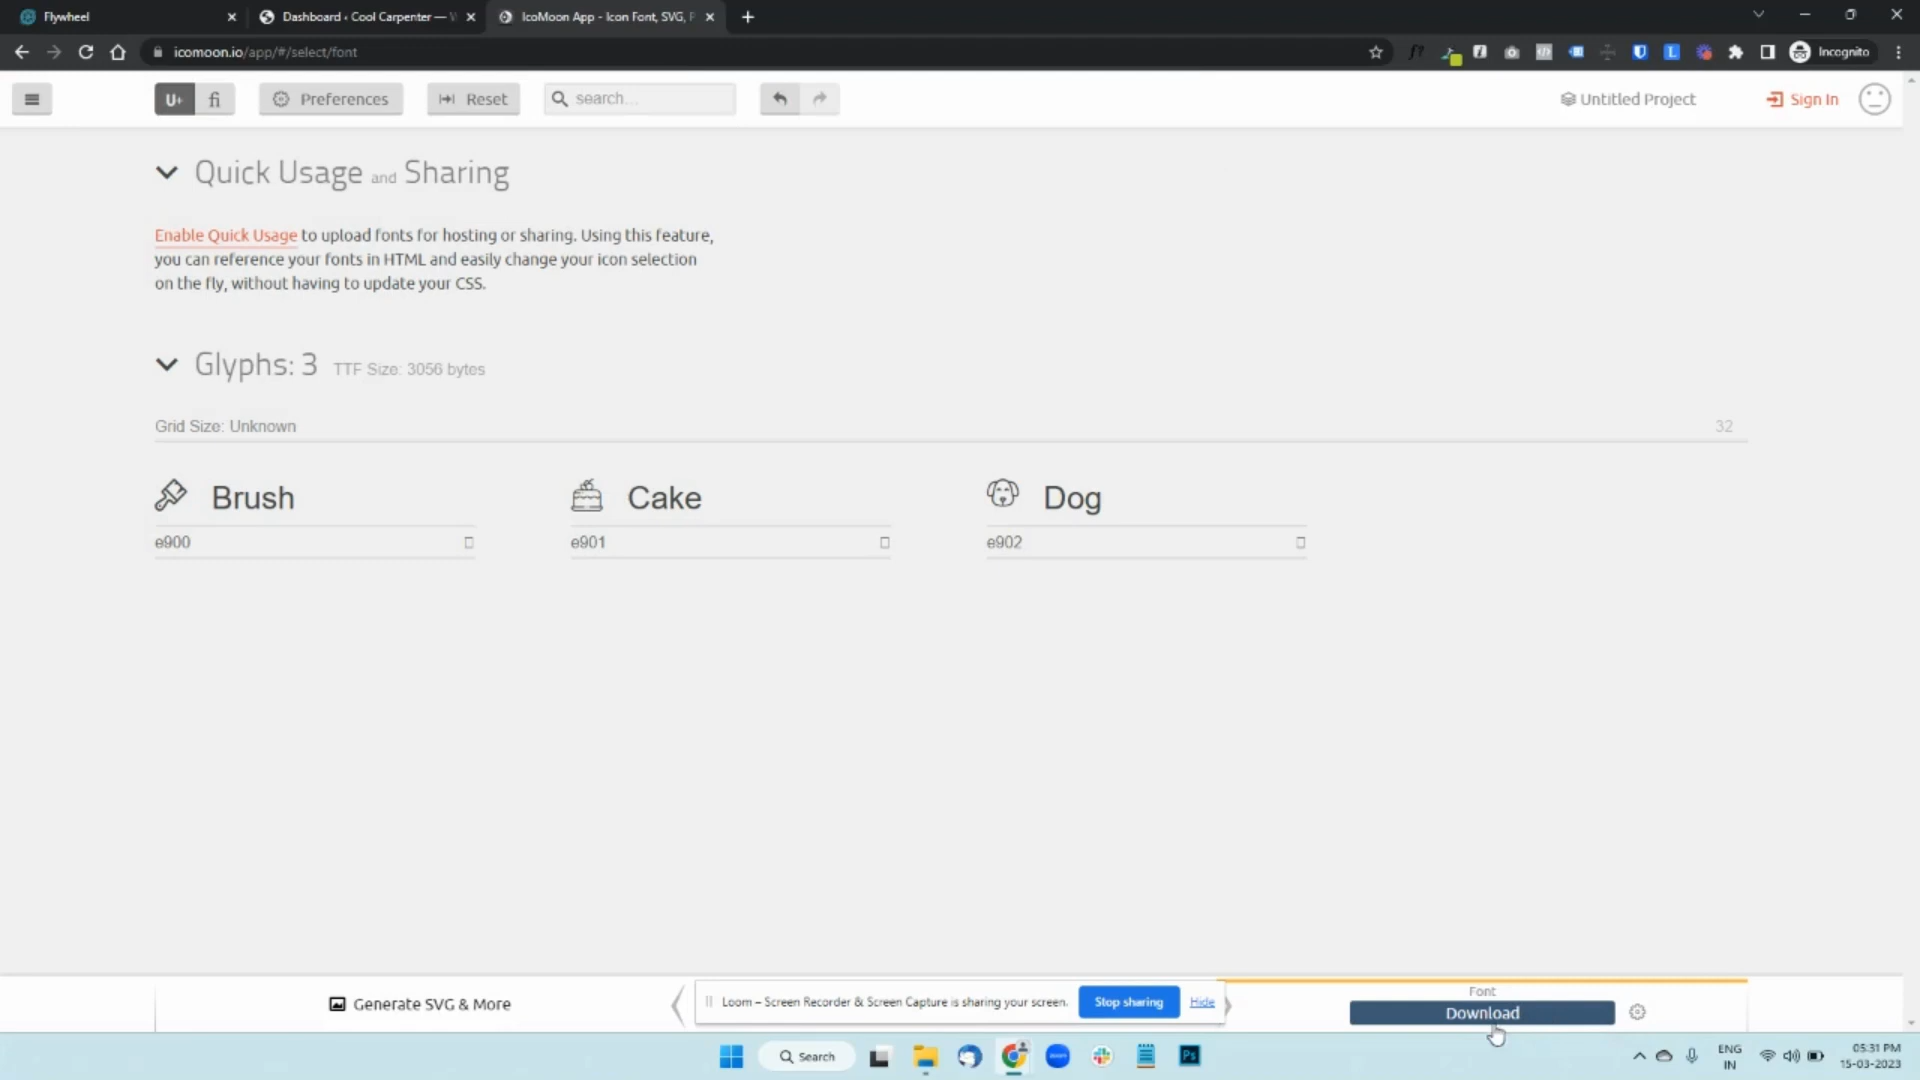 Flywheel
Dashboard ‹ Cool Carpenter —
IcoMoon App - Icon Font, SVG, P
icomoon.io/app/#/select/font
Incognito
U+
fi
Preferences
Reset
search...
Untitled Project
Sign In
Quick Usage and Sharing
Enable Quick Usage to upload fonts for hosting or sharing. Using this feature,
you can reference your fonts in HTML and easily change your icon selection
on the fly, without having to update your CSS.
Glyphs: 3 TTF Size: 3056 bytes
Grid Size: Unknown
32
Brush
Cake
Dog
e900
e901
e902
Generate SVG & More
Loom – Screen Recorder & Screen Capture is sharing your screen.
Stop sharing
Hide
Font
Download
Search
zoom
Ps
ENG
IN
05:31 PM
15-03-2023